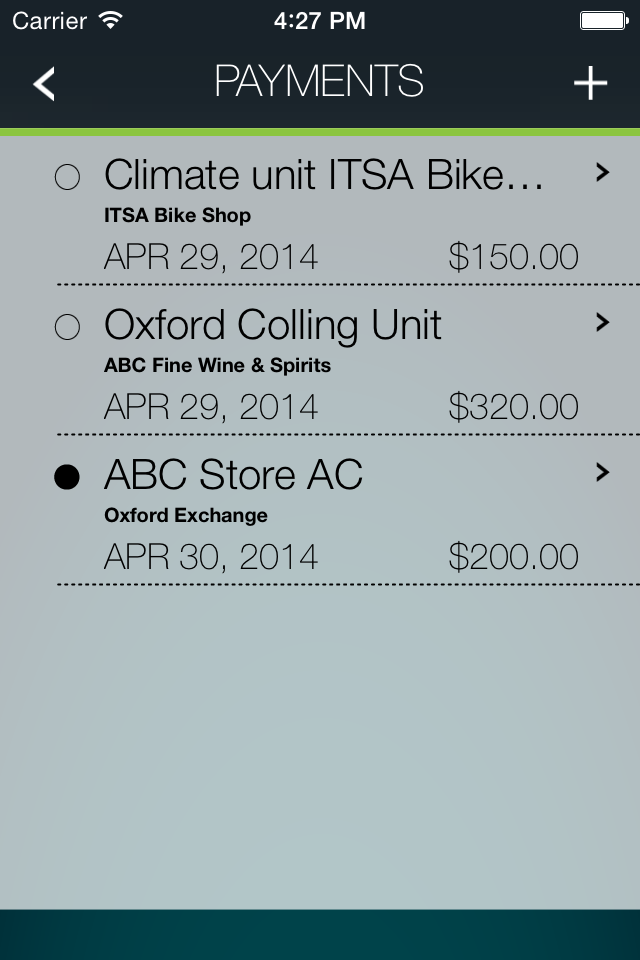 Carrier 4:27 PM
PAYMENTS
Climate unit ITSA Bike…
ITSA Bike Shop
APR 29, 2014 $150.00
Oxford Colling Unit
ABC Fine Wine & Spirits
APR 29, 2014 $320.00
ABC Store AC
Oxford Exchange
APR 30, 2014 $200.00